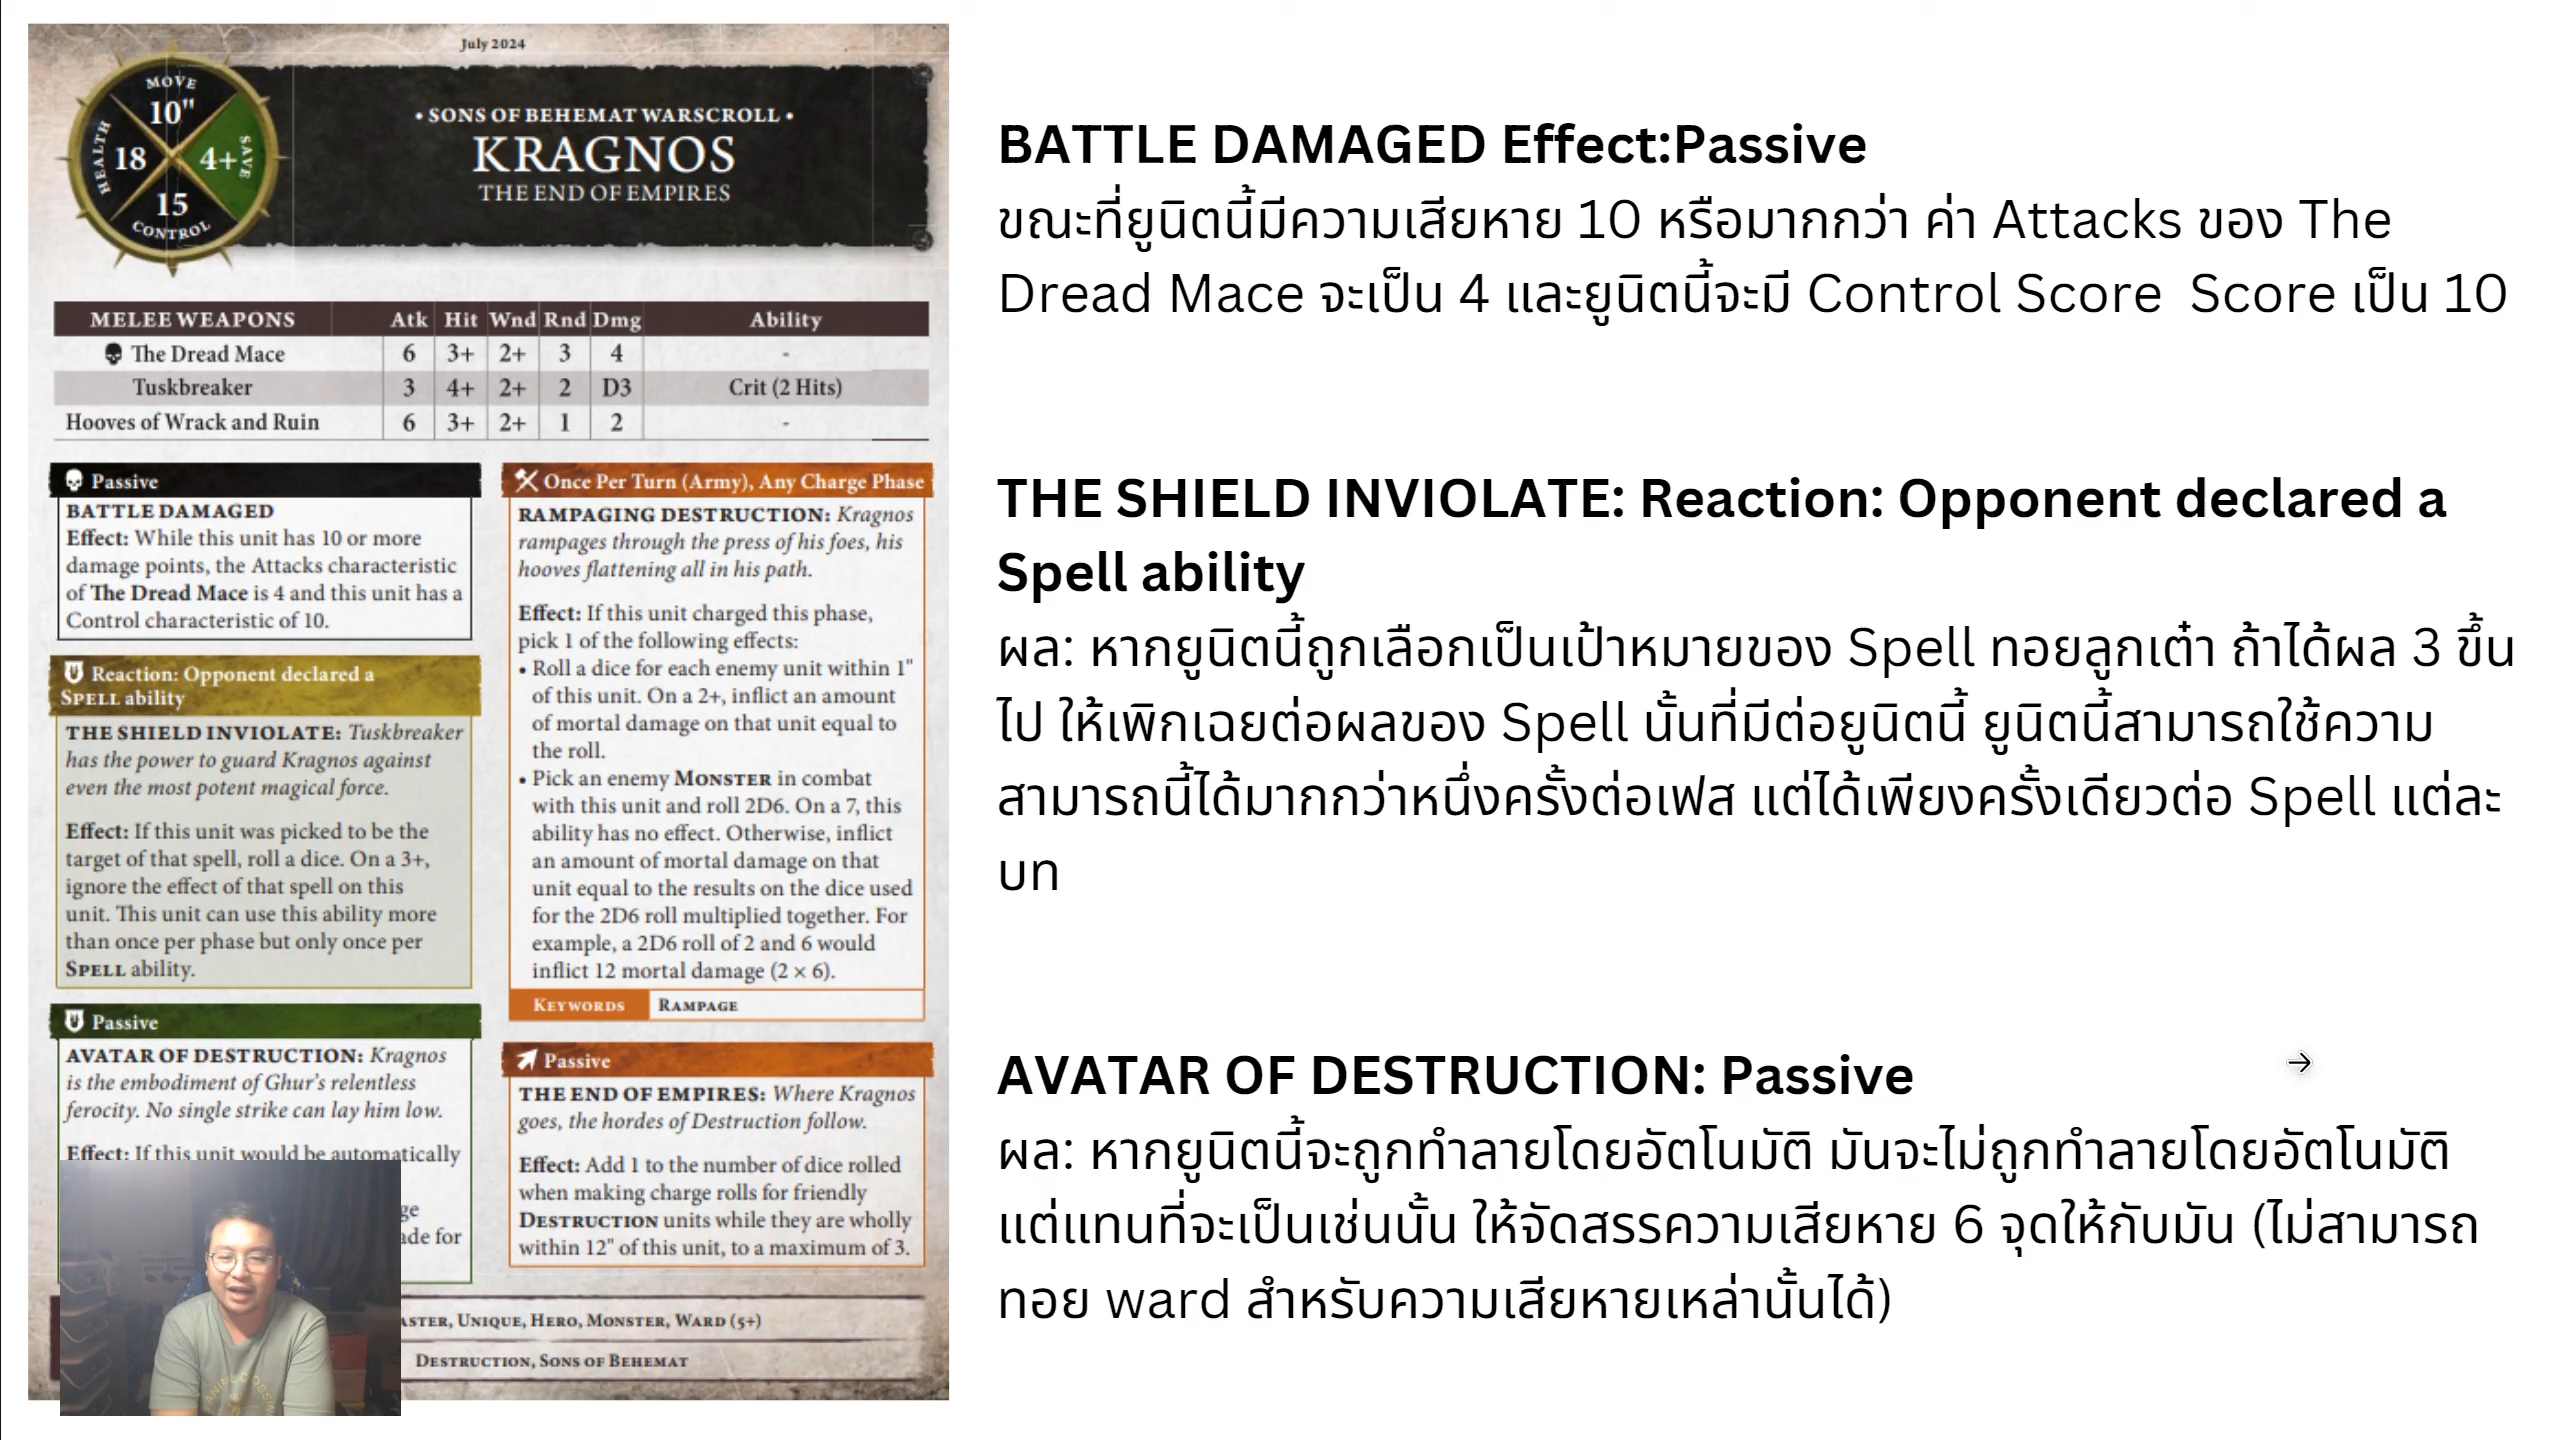 July 2024
MOVE
10"
HEALTH
18
4+
SAVE
15
CONTROL
• SONS OF BEHEMAT WARSCROLL •
KRAGNOS
THE END OF EMPIRES
MELEE WEAPONS Atk Hit Wnd Rnd Dmg Ability
The Dread Mace 6 3+ 2+ 3 4 -
Tuskbreaker 3 4+ 2+ 2 D3 Crit (2 Hits)
Hooves of Wrack and Ruin 6 3+ 2+ 1 2 -
Passive
BATTLE DAMAGED
Effect: While this unit has 10 or more
damage points, the Attacks characteristic
of The Dread Mace is 4 and this unit has a
Control characteristic of 10.
Reaction: Opponent declared a
SPELL ability
THE SHIELD INVIOLATE: Tuskbreaker
has the power to guard Kragnos against
even the most potent magical force.
Effect: If this unit was picked to be the
target of that spell, roll a dice. On a 3+,
ignore the effect of that spell on this
unit. This unit can use this ability more
than once per phase but only once per
SPELL ability.
Passive
AVATAR OF DESTRUCTION: Kragnos
is the embodiment of Ghur's relentless
ferocity. No single strike can lay him low.
Effect: If this unit would be automatically
ge
ade for
Once Per Turn (Army), Any Charge Phase
RAMPAGING DESTRUCTION: Kragnos
rampages through the press of his foes, his
hooves flattening all in his path.
Effect: If this unit charged this phase,
pick 1 of the following effects:
• Roll a dice for each enemy unit within 1"
of this unit. On a 2+, inflict an amount
of mortal damage on that unit equal to
the roll.
• Pick an enemy MONSTER in combat
with this unit and roll 2D6. On a 7, this
ability has no effect. Otherwise, inflict
an amount of mortal damage on that
unit equal to the results on the dice used
for the 2D6 roll multiplied together. For
example, a 2D6 roll of 2 and 6 would
inflict 12 mortal damage (2 × 6).
KEYWORDS RAMPAGE
Passive
THE END OF EMPIRES: Where Kragnos
goes, the hordes of Destruction follow.
Effect: Add 1 to the number of dice rolled
when making charge rolls for friendly
DESTRUCTION units while they are wholly
within 12" of this unit, to a maximum of 3.
ASTER, UNIQUE, HERO, MONSTER, WARD (5+)
DESTRUCTION, SONS OF BEHEMAT
BATTLE DAMAGED Effect:Passive
ขณะที่ยูนิตนี้มีความเสียหาย 10 หรือมากกว่า ค่า Attacks ของ The
Dread Mace จะเป็น 4 และยูนิตนี้จะมี Control Score  Score เป็น 10
THE SHIELD INVIOLATE: Reaction: Opponent declared a
Spell ability
ผล: หากยูนิตนี้ถูกเลือกเป็นเป้าหมายของ Spell ทอยลูกเต๋า ถ้าได้ผล 3 ขึ้น
ไป ให้เพิกเฉยต่อผลของ Spell นั้นที่มีต่อยูนิตนี้ ยูนิตนี้สามารถใช้ความ
สามารถนี้ได้มากกว่าหนึ่งครั้งต่อเฟส แต่ได้เพียงครั้งเดียวต่อ Spell แต่ละ
บท
AVATAR OF DESTRUCTION: Passive
ผล: หากยูนิตนี้จะถูกทำลายโดยอัตโนมัติ มันจะไม่ถูกทำลายโดยอัตโนมัติ
แต่แทนที่จะเป็นเช่นนั้น ให้จัดสรรความเสียหาย 6 จุดให้กับมัน (ไม่สามารถ
ทอย ward สำหรับความเสียหายเหล่านั้นได้)